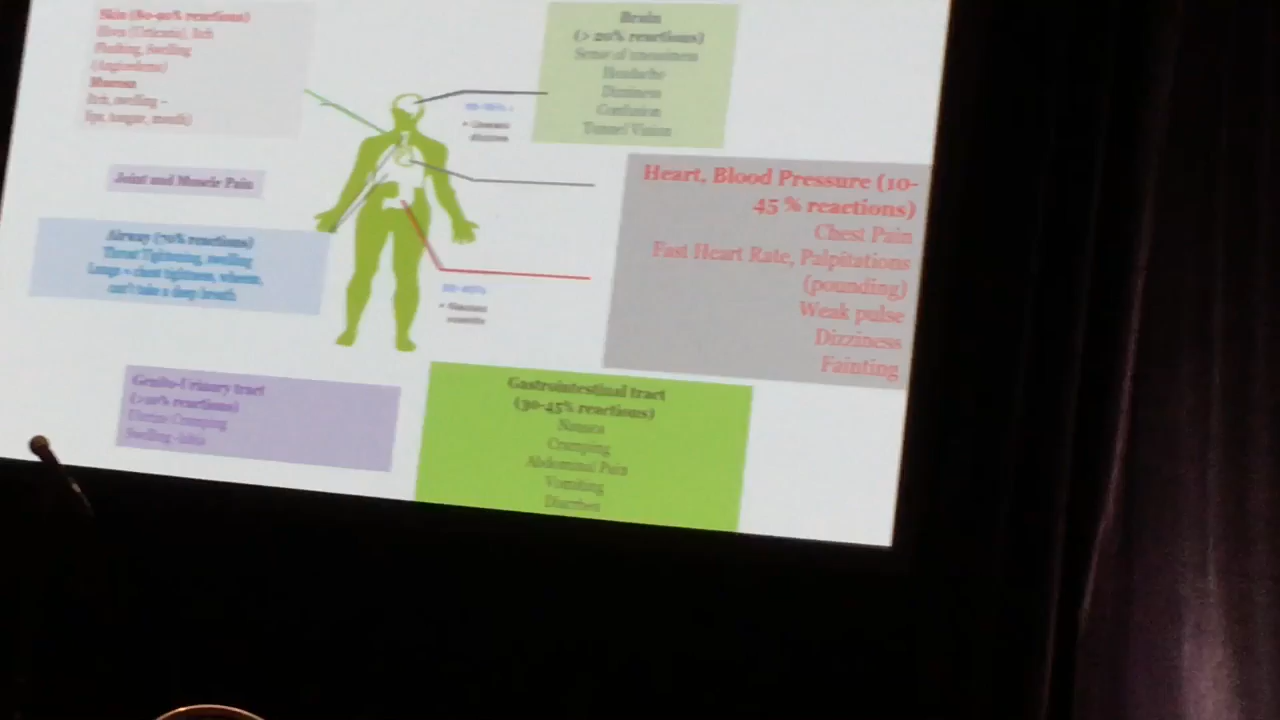 Skin (80-90% reactions)
Hives (Urticaria), Itch
Flushing, Swelling
(Angioedema)
Mucosa
Itch, swelling –
lips, tongue, mouth)
Joint and Muscle Pain
Airway (70% reactions)
Throat Tightening, swelling
Lungs – chest tightness, wheeze,
can't take a deep breath
Genito-Urinary tract
(>10% reactions)
Uterine Cramping
Swelling -labia
Brain
(> 20% reactions)
Sense of uneasiness
Headache
Dizziness
Confusion
Tunnel Vision
Heart, Blood Pressure (10-
45 % reactions)
Chest Pain
Fast Heart Rate, Palpitations
(pounding)
Weak pulse
Dizziness
Fainting
Gastrointestinal tract
(30-45% reactions)
Nausea
Cramping
Abdominal Pain
Vomiting
Diarrhea